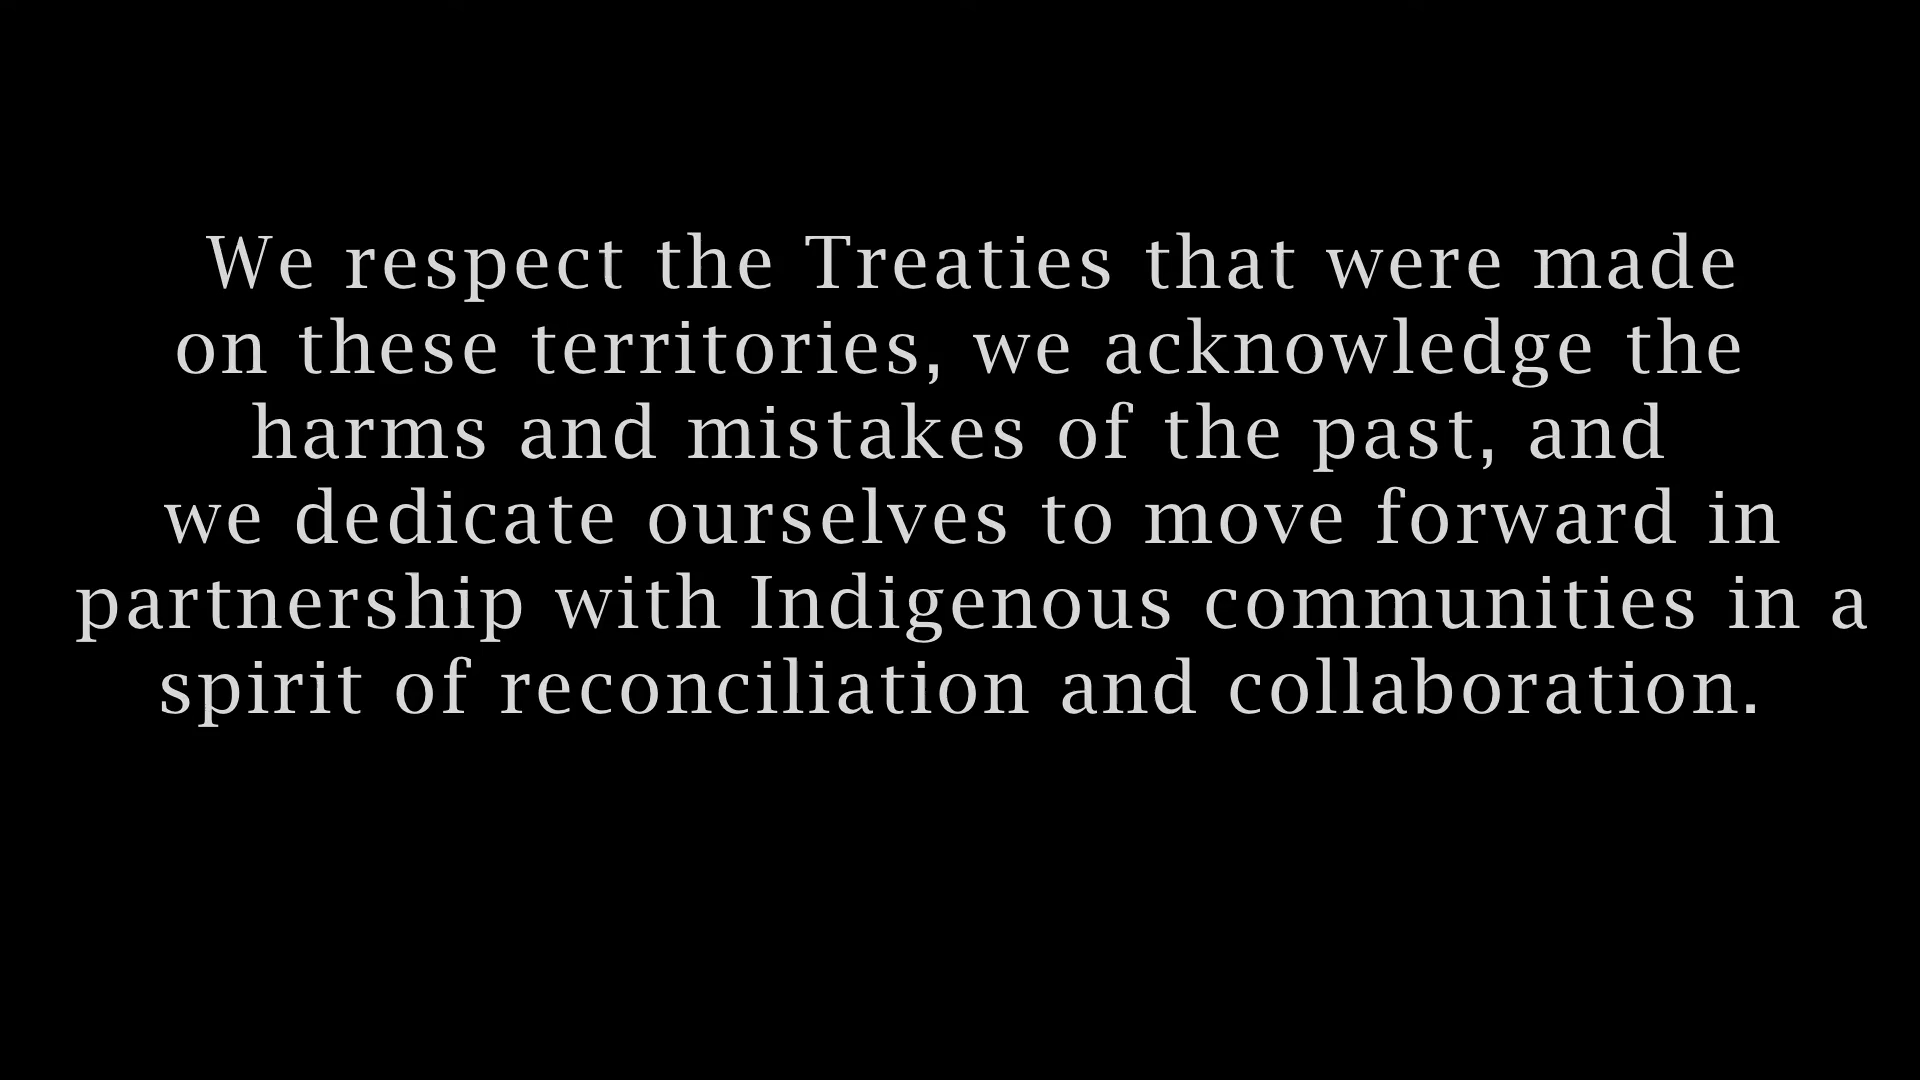 We respect the Treaties that were made
on these territories, we acknowledge the
harms and mistakes of the past, and
we dedicate ourselves to move forward in
partnership with Indigenous communities in a
spirit of reconciliation and collaboration.